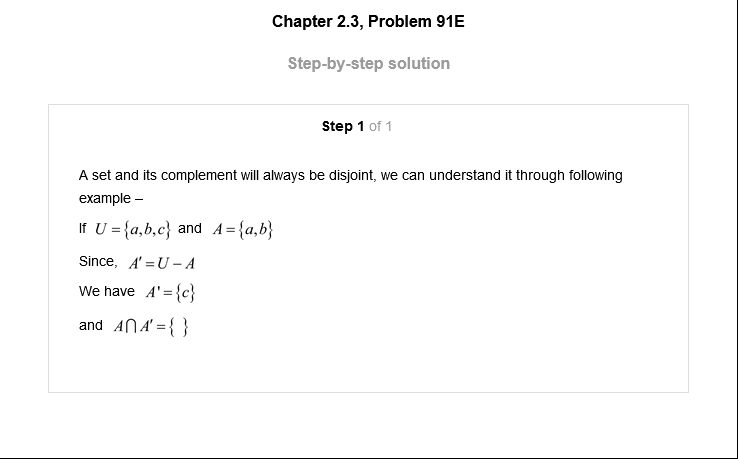 Chapter 2.3, Problem 91E
Step-by-step solution
Step 1 of 1
A set and its complement will always be disjoint, we can understand it through following
example –
If U = {a,b,c} and A = {a,b}
Since, A′ = U – A
We have A' = {c}
and A⋂A′ = { }